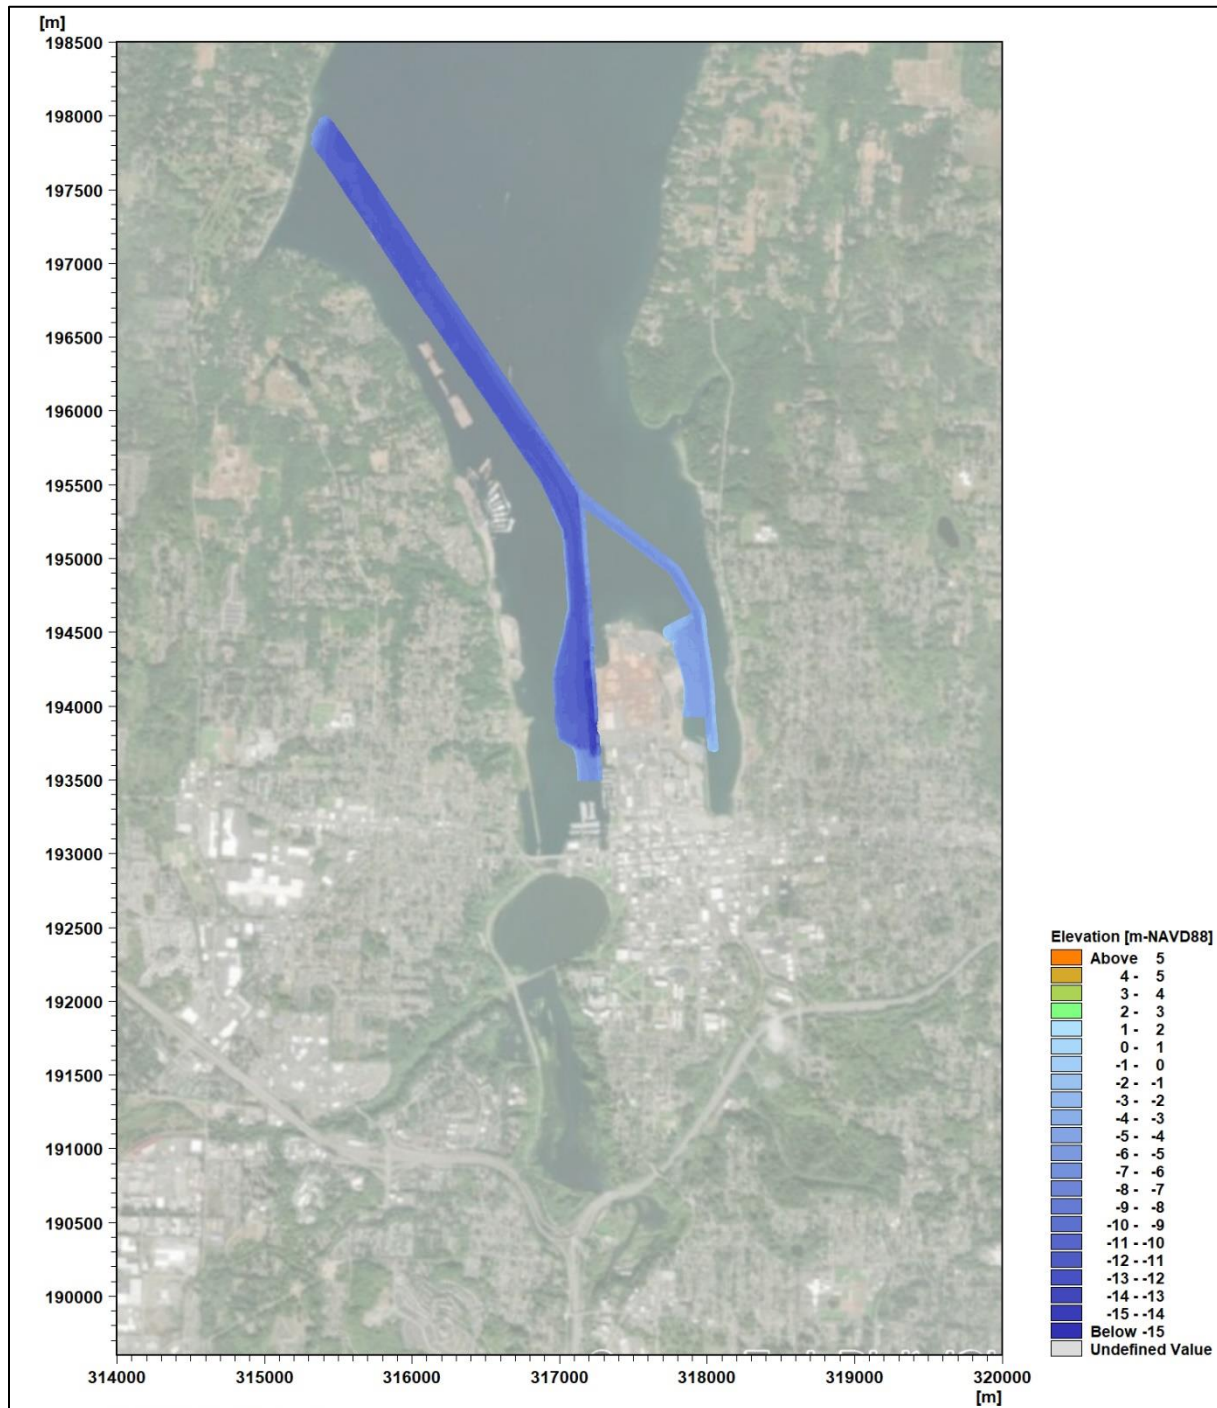 [m]
198500
198000
197500
197000
196500
196000
195500
195000
194500
194000
193500
193000
192500
192000
191500
191000
190500
190000
314000 315000 316000 317000 318000 319000 320000
[m]
Elevation [m-NAVD88]
Above 5
4 - 5
3 - 4
2 - 3
1 - 2
0 - 1
-1 - 0
-2 - -1
-3 - -2
-4 - -3
-5 - -4
-6 - -5
-7 - -6
-8 - -7
-9 - -8
-10 - -9
-11 - -10
-12 - -11
-13 - -12
-14 - -13
-15 - -14
Below -15
Undefined Value